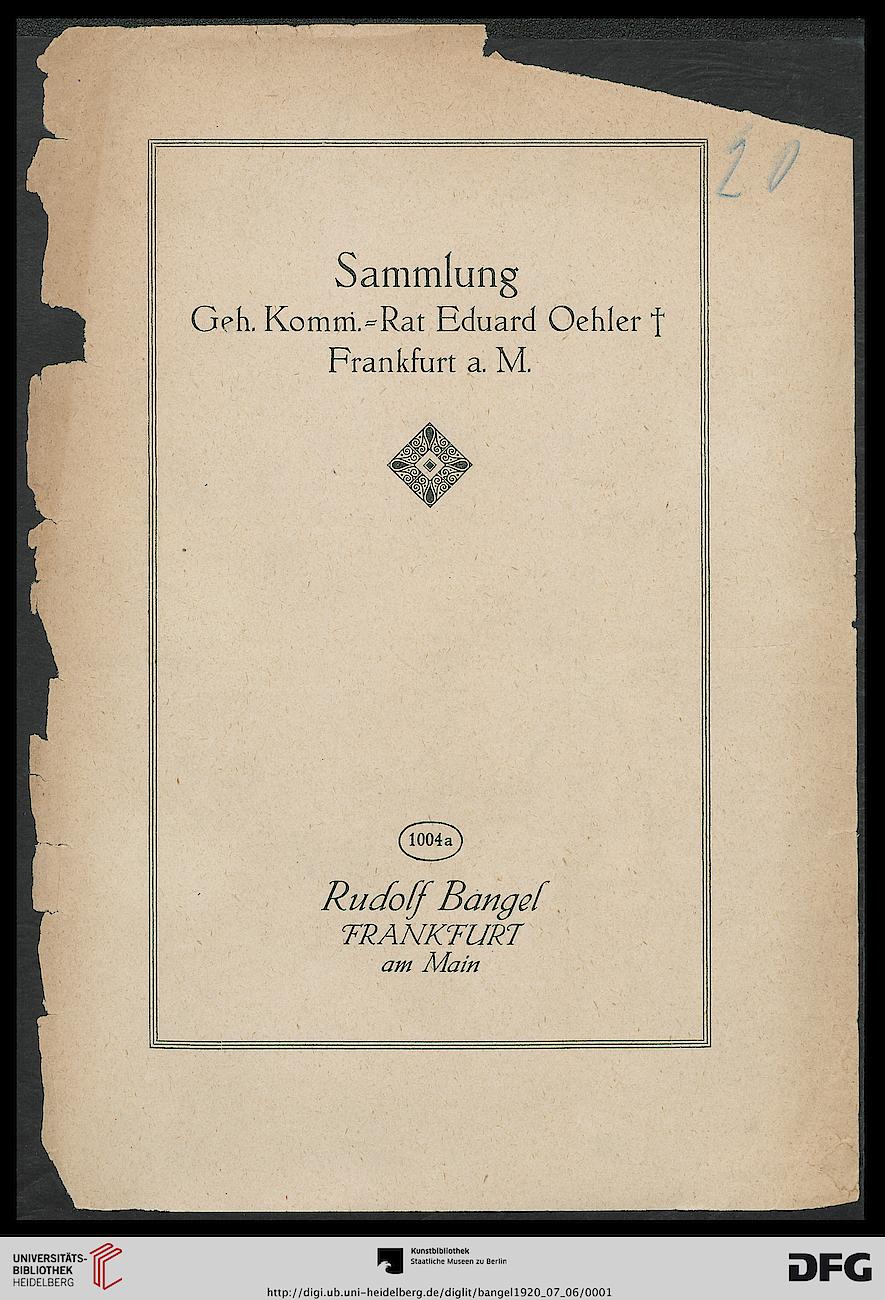 20
Sammlung
Geh. Komm.=Rat Eduard Oehler †
Frankfurt a. M.
1004a
Rudolf Bangel
FRANKFURT
am Main
UNIVERSITÄTS-
BIBLIOTHEK
HEIDELBERG
Kunstbibliothek
Staatliche Museen zu Berlin
DFG
http://digi.ub.uni-heidelberg.de/diglit/bangel1920_07_06/0001